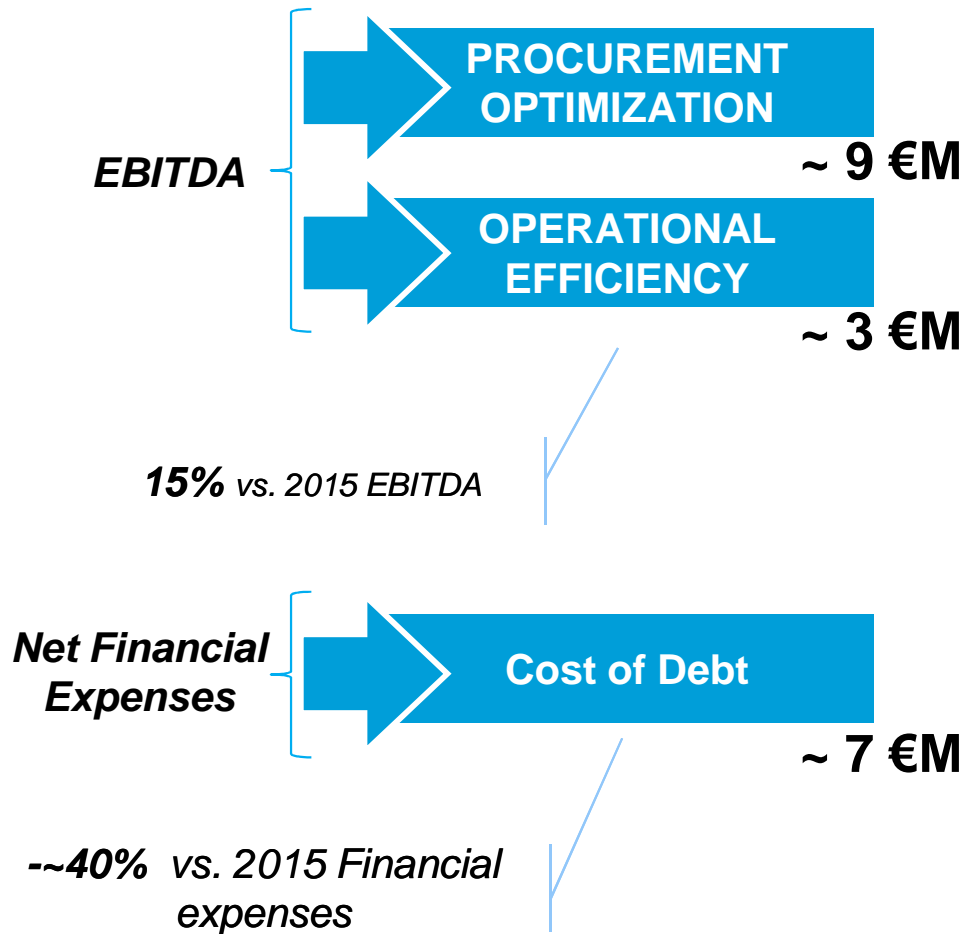 PROCUREMENT
OPTIMIZATION
~ 9 €M
EBITDA
OPERATIONAL
EFFICIENCY
~ 3 €M
15% vs. 2015 EBITDA
Net Financial
Expenses
Cost of Debt
~ 7 €M
-~40% vs. 2015 Financial
expenses